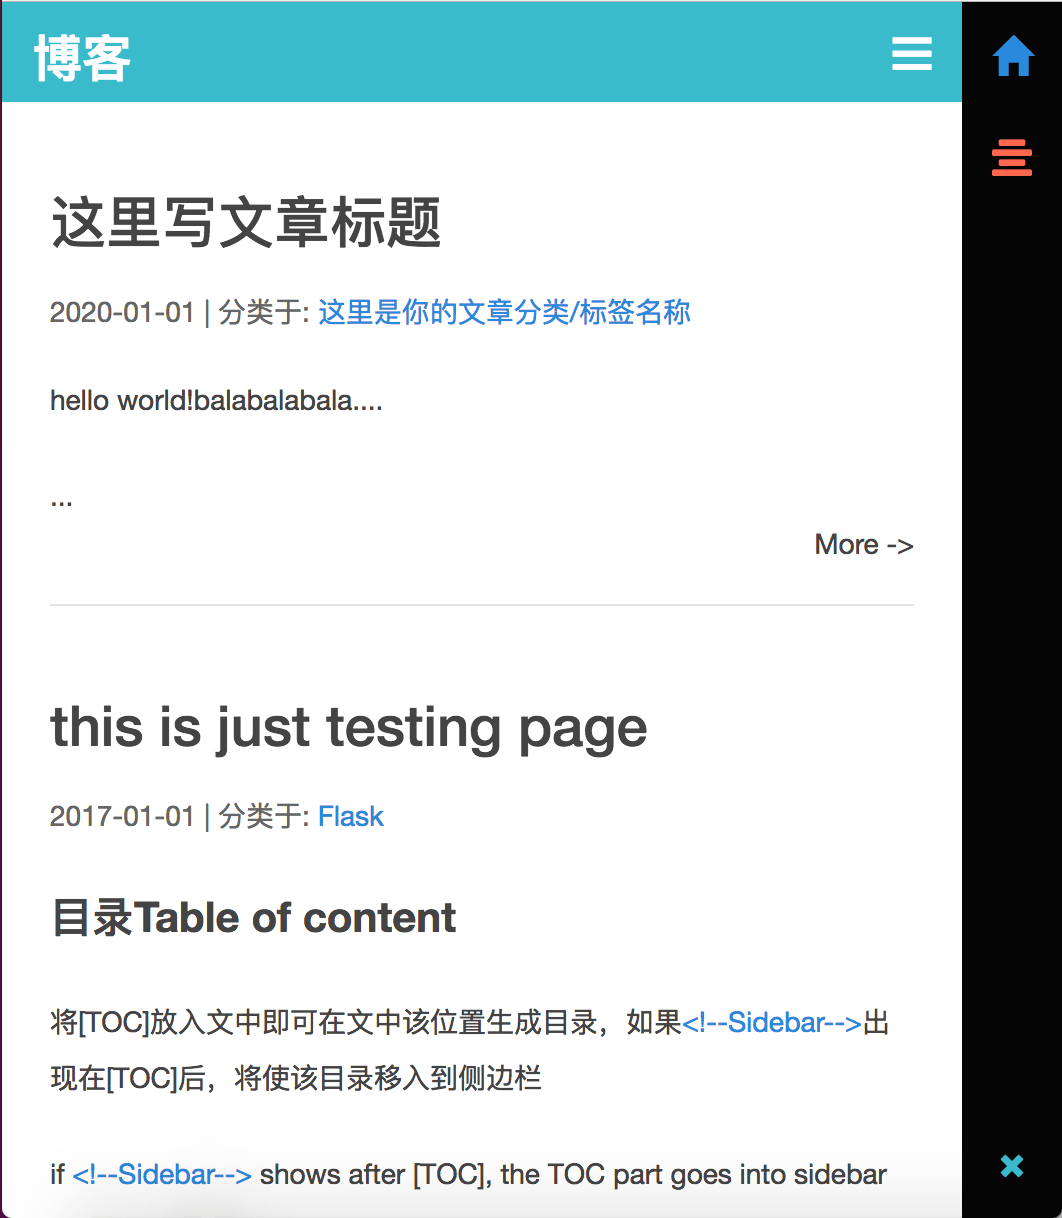 博客
这里写文章标题
2020-01-01 | 分类于: 这里是你的文章分类/标签名称
hello world!balabalabala....
...
More ->
this is just testing page
2017-01-01 | 分类于: Flask
目录Table of content
将[TOC]放入文中即可在文中该位置生成目录，如果<!--Sidebar-->出
现在[TOC]后，将使该目录移入到侧边栏
if <!--Sidebar--> shows after [TOC], the TOC part goes into sidebar